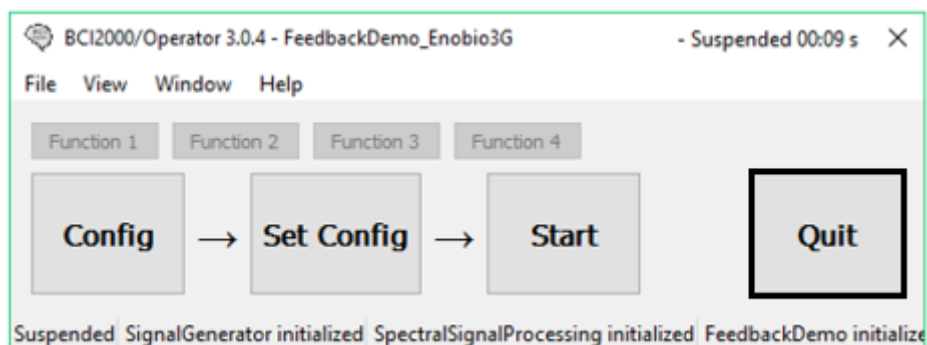 BCI2000/Operator 3.0.4 - FeedbackDemo_Enobio3G - Suspended 00:09 s
File View Window Help
Function 1 Function 2 Function 3 Function 4
Config → Set Config → Start Quit
Suspended SignalGenerator initialized SpectralSignalProcessing initialized FeedbackDemo initialize